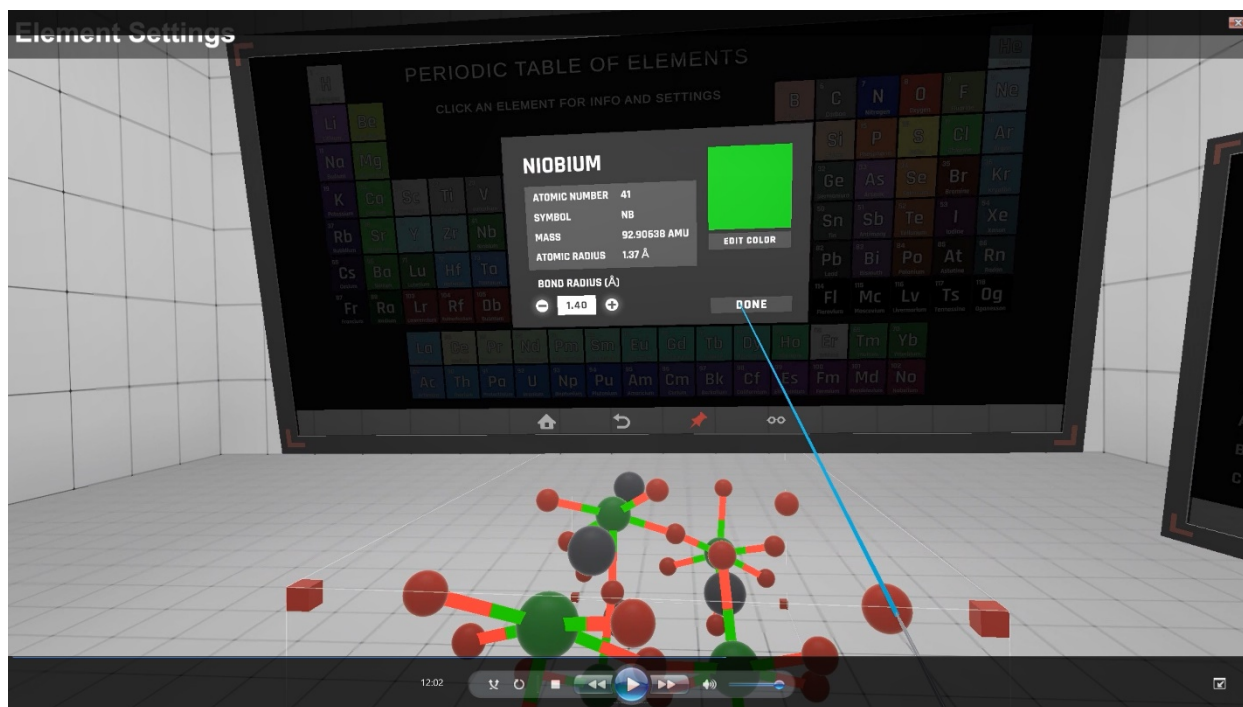 Element Settings
PERIODIC TABLE OF ELEMENTS
CLICK AN ELEMENT FOR INFO AND SETTINGS
H He
Li Be B C N O F Ne
Na Mg Si P S Cl Ar
K Ca Sc Ti V Ge As Se Br Kr
Rb Sr Y Zr Nb Sn Sb Te I Xe
Cs Ba Lu Hf Ta Pb Bi Po At Rn
Fr Ra Lr Rf Db Fl Mc Lv Ts Og
La Ce Pr Nd Pm Sm Eu Gd Tb Dy Ho Er Tm Yb
Ac Th Pa U Np Pu Am Cm Bk Cf Es Fm Md No
NIOBIUM
ATOMIC NUMBER 41
SYMBOL NB
MASS 92.90638 AMU
ATOMIC RADIUS 1.37 Å
BOND RADIUS (Å)
1.40
EDIT COLOR
DONE
12:02